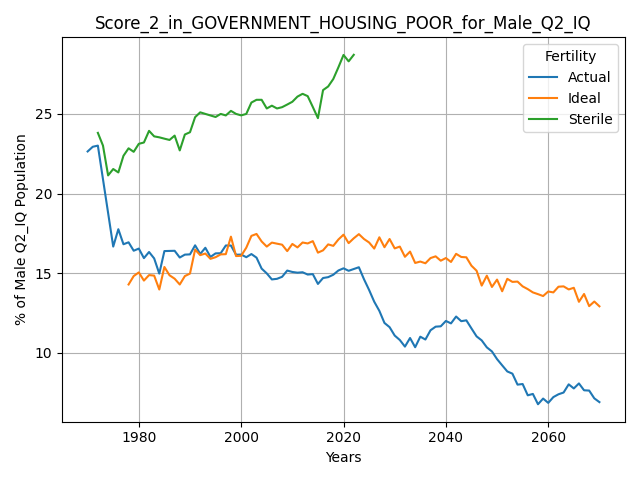 Score_2_in_GOVERNMENT_HOUSING_POOR_for_Male_Q2_IQ
Fertility
Actual
Ideal
Sterile
% of Male Q2_IQ Population
25
20
15
10
1980 2000 2020 2040 2060
Years